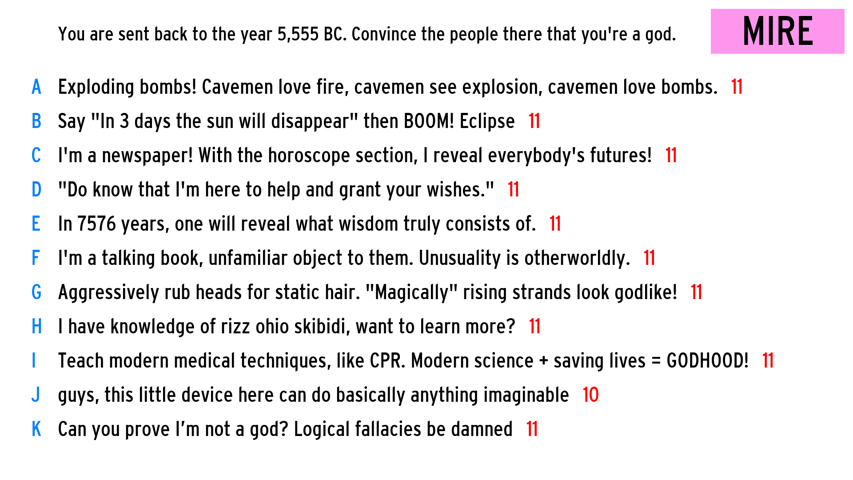 You are sent back to the year 5,555 BC. Convince the people there that you're a god.
MIRE
A Exploding bombs! Cavemen love fire, cavemen see explosion, cavemen love bombs. 11
B Say "In 3 days the sun will disappear" then BOOM! Eclipse 11
C I'm a newspaper! With the horoscope section, I reveal everybody's futures! 11
D "Do know that I'm here to help and grant your wishes." 11
E In 7576 years, one will reveal what wisdom truly consists of. 11
F I'm a talking book, unfamiliar object to them. Unusuality is otherworldly. 11
G Aggressively rub heads for static hair. "Magically" rising strands look godlike! 11
H I have knowledge of rizz ohio skibidi, want to learn more? 11
I Teach modern medical techniques, like CPR. Modern science + saving lives = GODHOOD! 11
J guys, this little device here can do basically anything imaginable 10
K Can you prove I’m not a god? Logical fallacies be damned 11